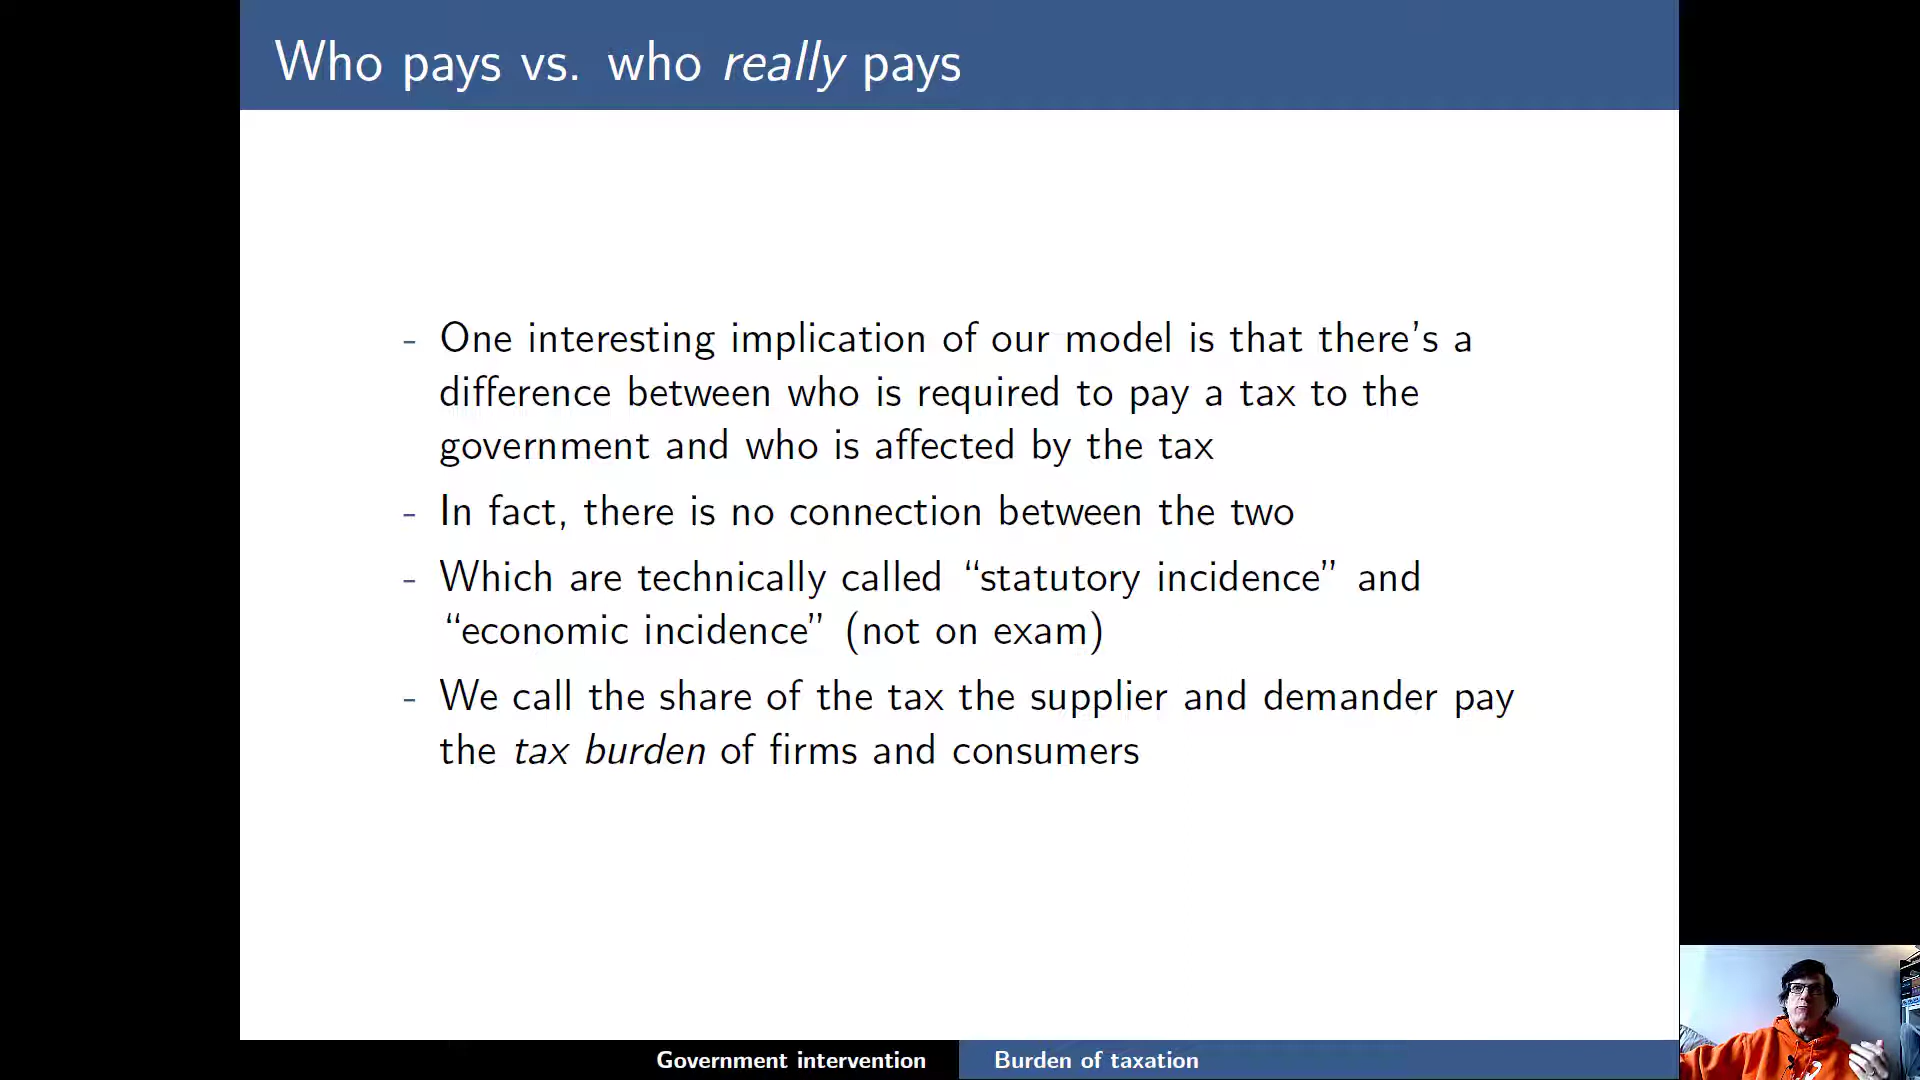 Who pays vs. who really pays
- One interesting implication of our model is that there's a
difference between who is required to pay a tax to the
government and who is affected by the tax
- In fact, there is no connection between the two
- Which are technically called “statutory incidence” and
“economic incidence” (not on exam)
- We call the share of the tax the supplier and demander pay
the tax burden of firms and consumers
Government intervention
Burden of taxation